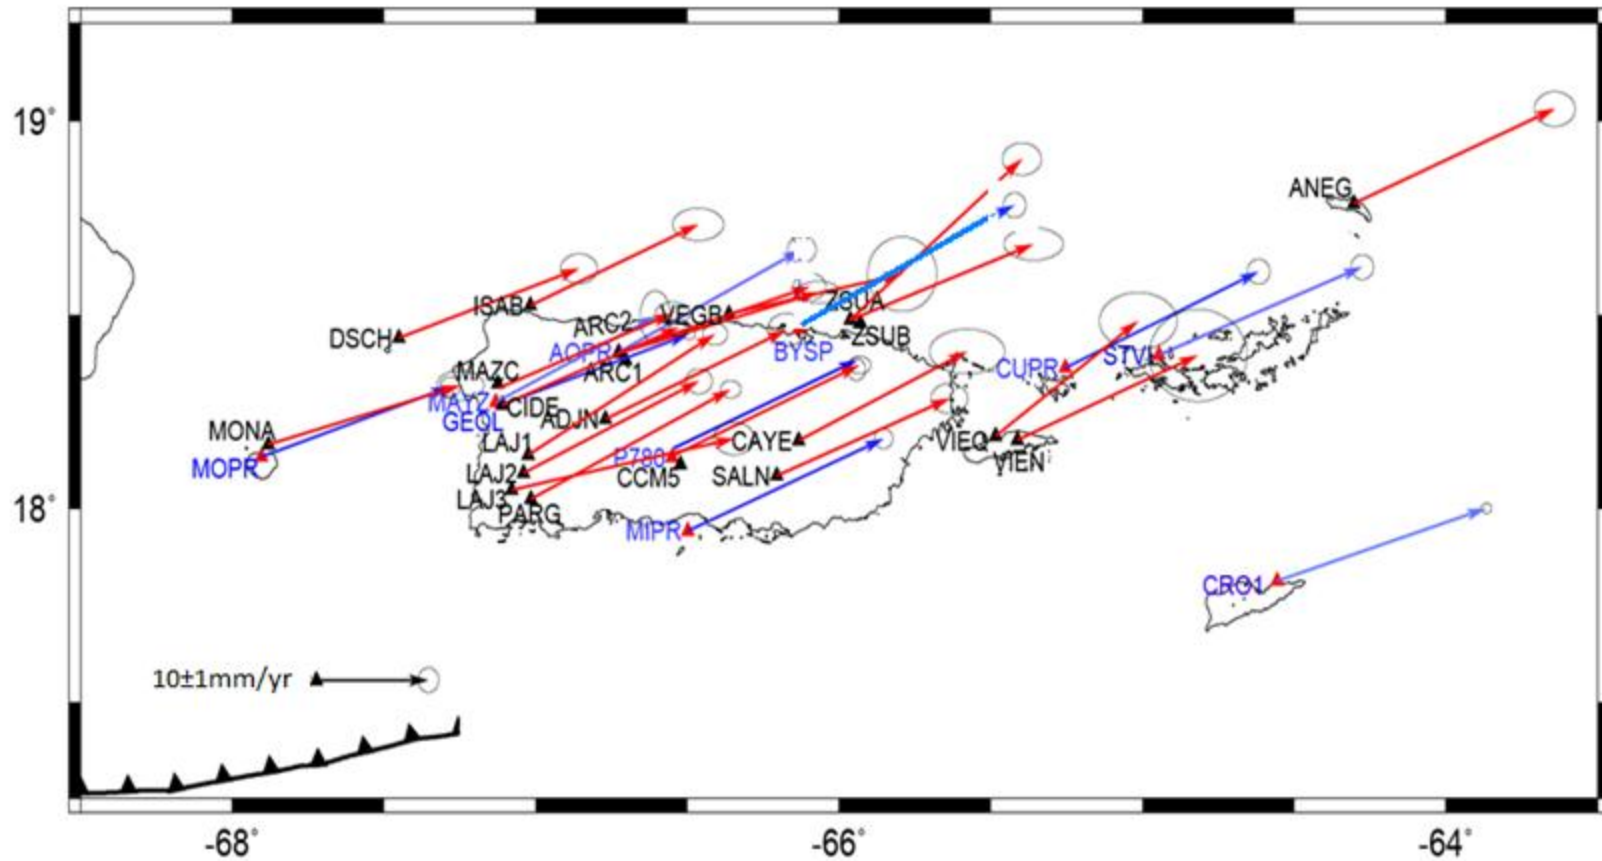 19°
ANEG
ISAB
DSCH
ARC2
VEGB
ZSUA
ZSUB
AOPR
BYSP
ARC1
CUPR
STVI
MAZC
MAYZ
CIDE
GEOL
ADJN
MONA
MOPR
LAJ1
CAYE
VIEQ
VIEN
P780
LAJ2
CCM5
SALN
LAJ3
PARG
18°
MIPR
CRO1
10±1mm/yr
-68°
-66°
-64°